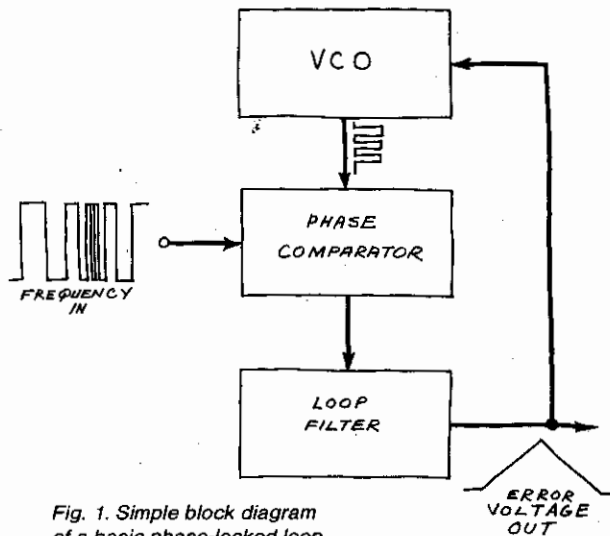 VCO
PHASE
COMPARATOR
FREQUENCY
IN
LOOP
FILTER
ERROR
VOLTAGE
OUT
Fig. 1. Simple block diagram
of a basic phase-locked loop